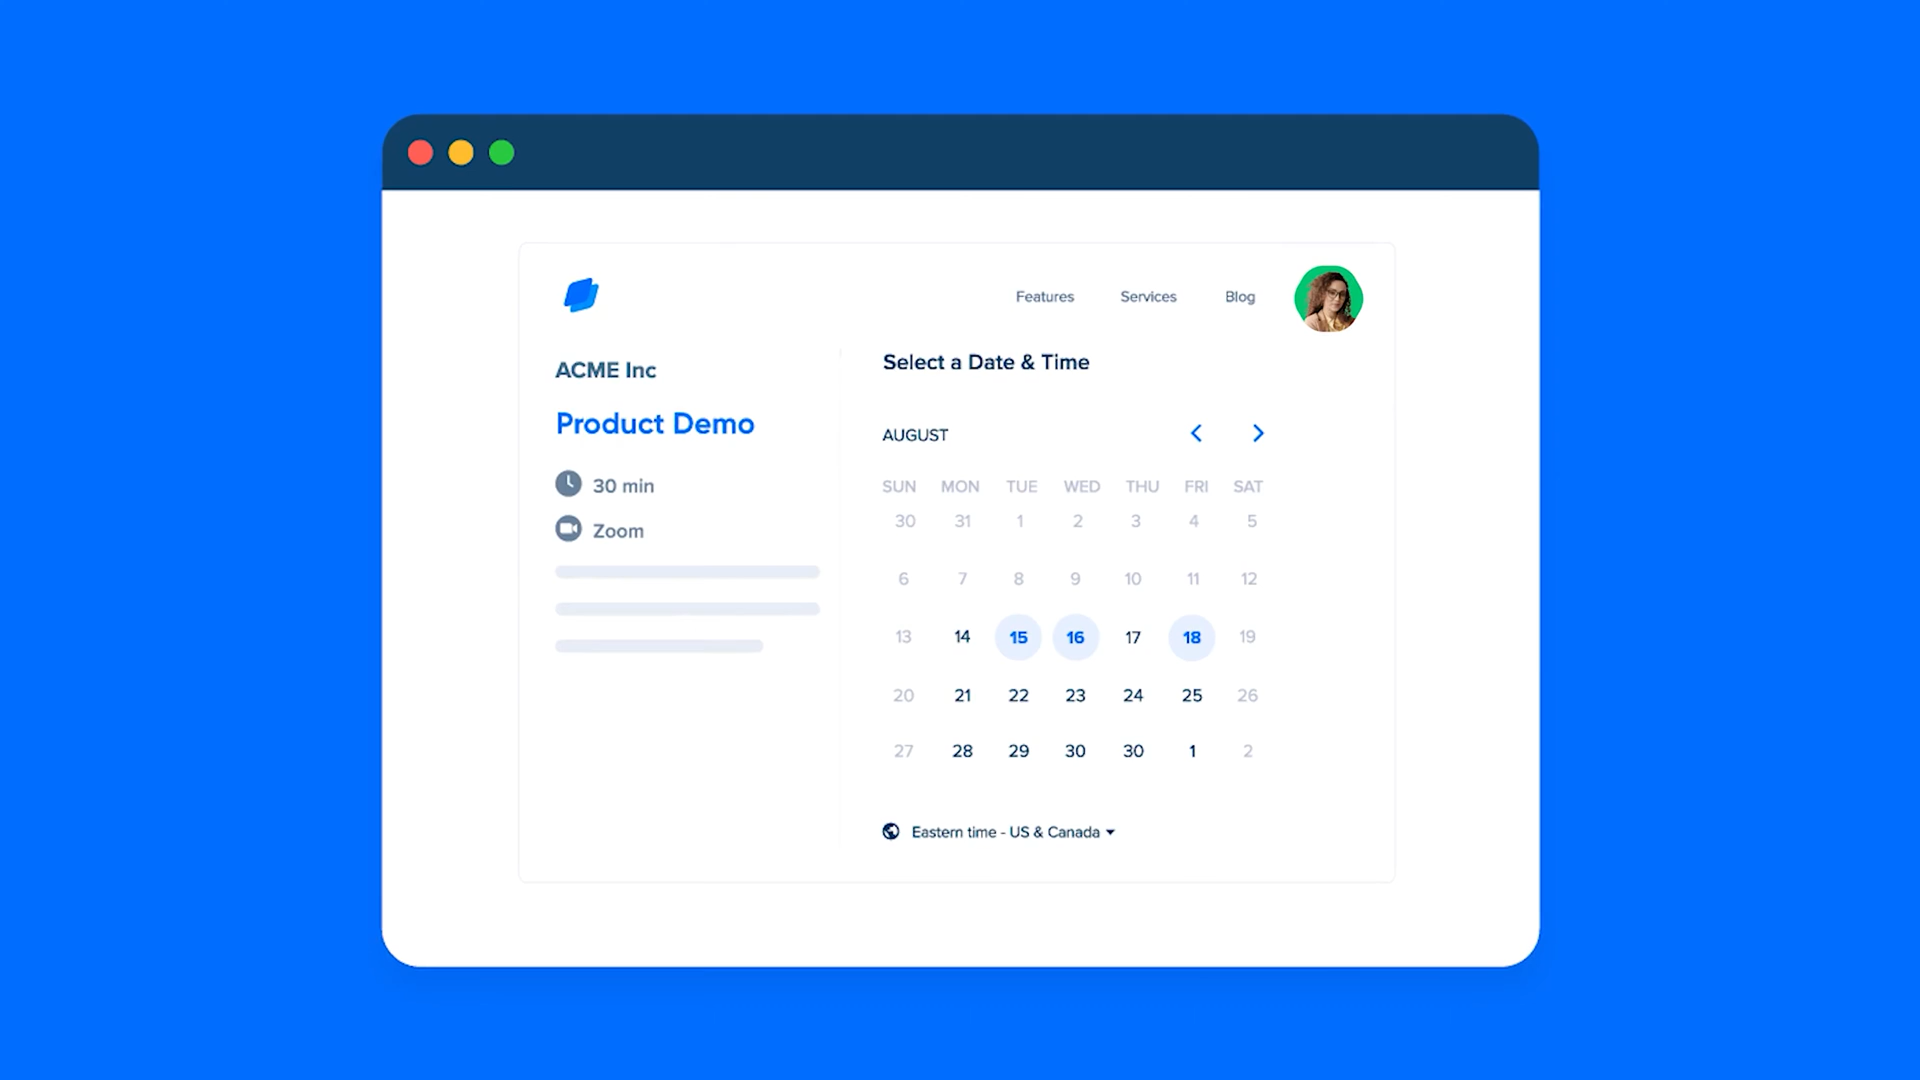 Features Services Blog
ACME Inc
Product Demo
30 min
Zoom
Select a Date & Time
AUGUST
SUN MON TUE WED THU FRI SAT
30 31 1 2 3 4 5
6 7 8 9 10 11 12
13 14 15 16 17 18 19
20 21 22 23 24 25 26
27 28 29 30 30 1 2
Eastern time - US & Canada